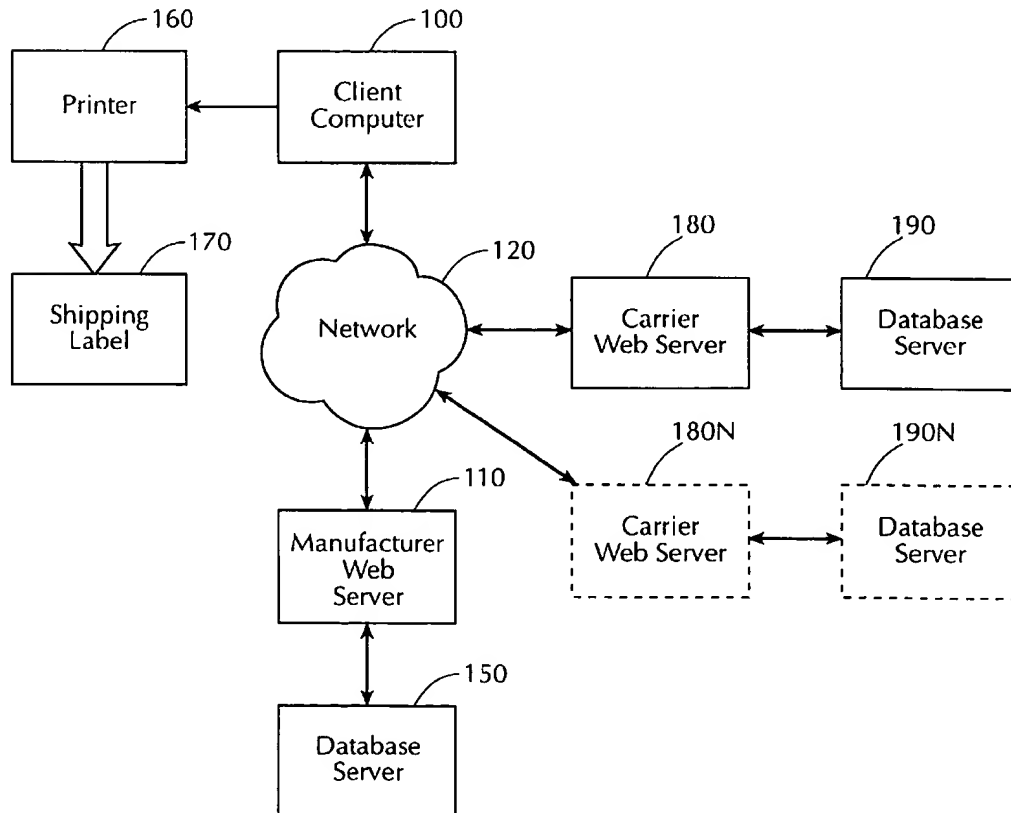 160
100
Printer
Client
Computer
170
120
180
190
Shipping
Label
Network
Carrier
Web Server
Database
Server
180N
190N
110
Carrier
Web Server
Database
Server
Manufacturer
Web
Server
150
Database
Server